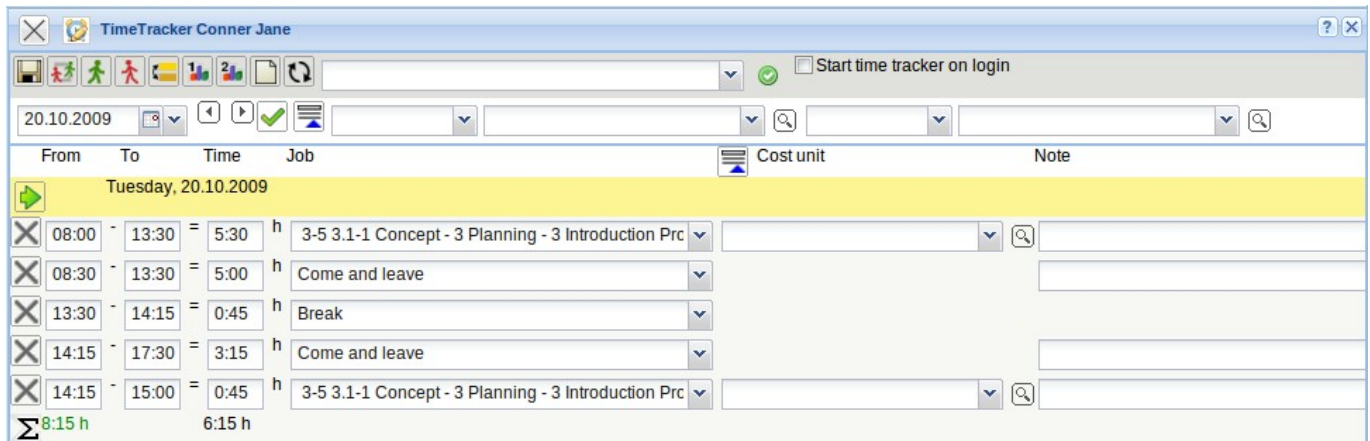 TimeTracker Conner Jane
Start time tracker on login
20.10.2009
From To Time Job Cost unit Note
Tuesday, 20.10.2009
08:00 - 13:30 = 5:30 h 3-5 3.1-1 Concept - 3 Planning - 3 Introduction Pro
08:30 - 13:30 = 5:00 h Come and leave
13:30 - 14:15 = 0:45 h Break
14:15 - 17:30 = 3:15 h Come and leave
14:15 - 15:00 = 0:45 h 3-5 3.1-1 Concept - 3 Planning - 3 Introduction Pro
Σ 8:15 h 6:15 h